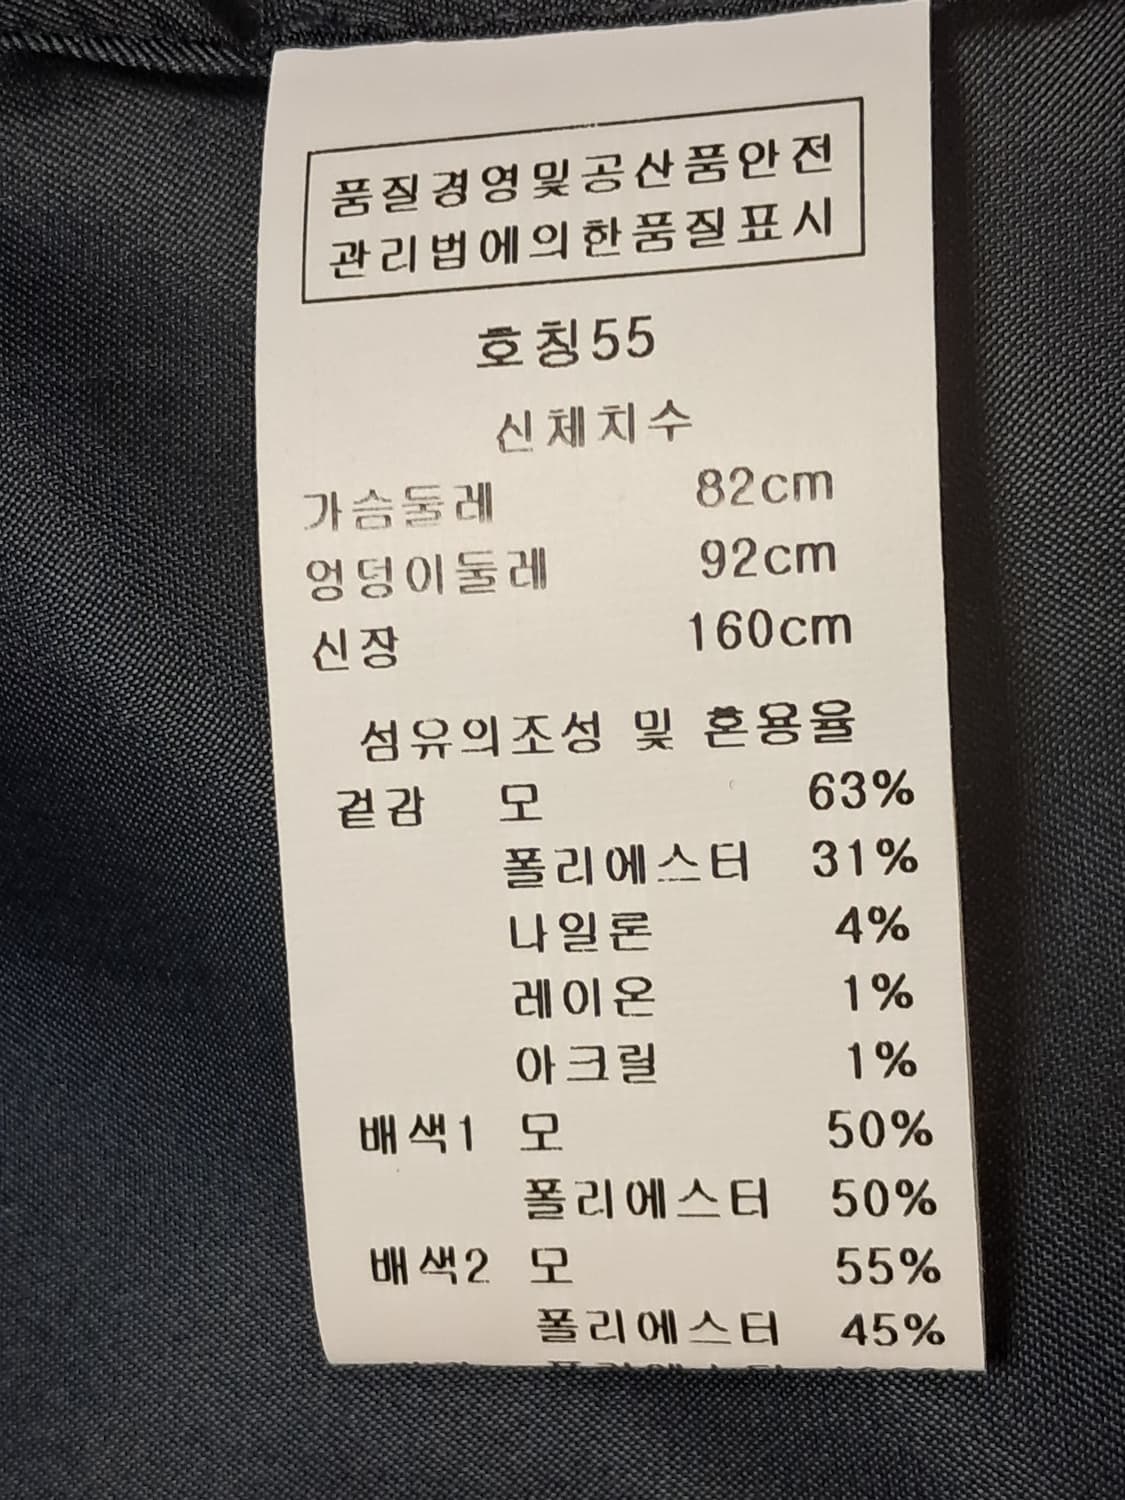 품질경영및공산품안전
관리법에의한품질표시
호칭55
신체치수
가슴둘레 82cm
엉덩이둘레 92cm
신장 160cm
섬유의조성 및 혼용율
겉감 모 63%
폴리에스터 31%
나일론 4%
레이온 1%
아크릴 1%
배색1 모 50%
폴리에스터 50%
배색2 모 55%
폴리에스터 45%